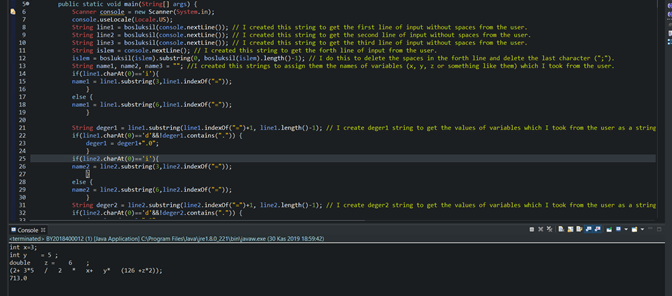 5 public static void main(String[] args) {
6 Scanner console = new Scanner(System.in);
7 console.useLocale(Locale.US);
8 String line1 = bosluksil(console.nextLine()); // I created this string to get the first line of input without spaces from the user.
9 String line2 = bosluksil(console.nextLine()); // I created this string to get the second line of input without spaces from the user.
10 String line3 = bosluksil(console.nextLine()); // I created this string to get the third line of input without spaces from the user.
11 String islem = console.nextLine(); // I created this string to get the forth line of input from the user.
12 islem = bosluksil(islem).substring(0, bosluksil(islem).length()-1); // I do this to delete the spaces in the forth line and delete the last character (";").
13 String name1, name2, name3 = ""; //I created this strings to assign them the names of variables (x, y, z or something like them) which I took from the user.
14 if(line1.charAt(0)=='i'){
15 name1 = line1.substring(3,line1.indexOf("="));
16 }
17 else {
18 name1 = line1.substring(6,line1.indexOf("="));
19 }
20
21 String deger1 = line1.substring(line1.indexOf("=")+1, line1.length()-1); // I create deger1 string to get the values of variables which I took from the user as a string
22 if(line1.charAt(0)=='d'&&!deger1.contains(".")) {
23 deger1 = deger1+".0";
24 }
25 if(line2.charAt(0)=='i'){
26 name2 = line2.substring(3,line2.indexOf("="));
27 }
28 else {
29 name2 = line2.substring(6,line2.indexOf("="));
30 }
31 String deger2 = line2.substring(line2.indexOf("=")+1, line2.length()-1); // I create deger2 string to get the values of variables which I took from the user as a string
32 if(line2.charAt(0)=='d'&&!deger2.contains(".")) {
Console
<terminated> BY2018400012 (1) [Java Application] C:\Program Files\Java\jre1.8.0_221\bin\javaw.exe (30 Kas 2019 18:59:42)
int x=3;
int y = 5 ;
double z = 6 ;
(2+ 3*5 / 2 * x+ y* (126 +z*2));
713.0